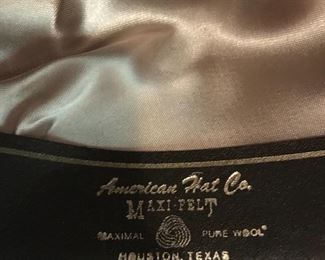 American Hat Co.
MAXI-FELT
MAXIMAL PURE WOOL®
HOUSTON, TEXAS